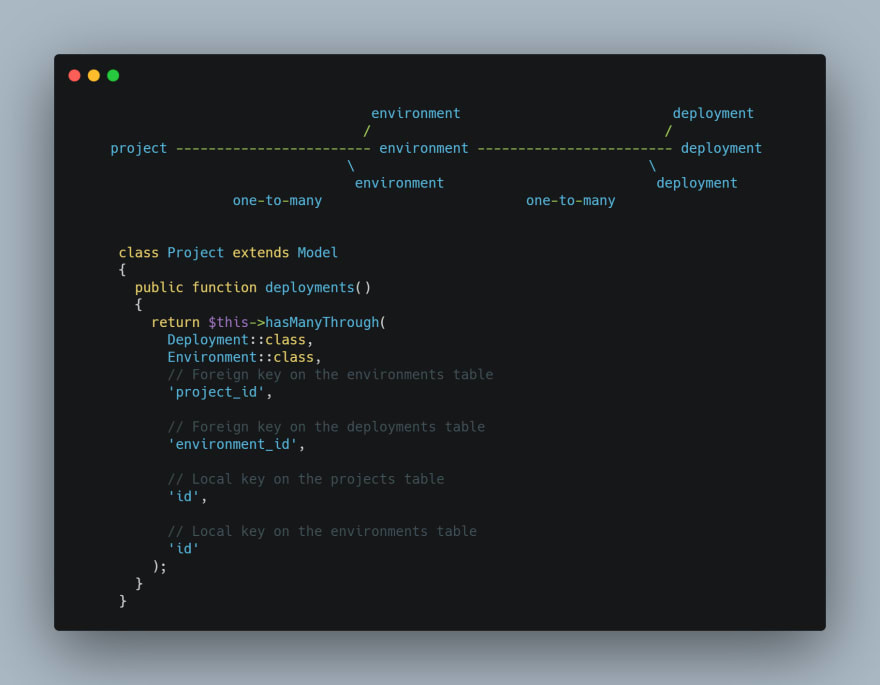 environment deployment
/ /
project ------------------------ environment ------------------------ deployment
\ \
environment deployment
one-to-many one-to-many
class Project extends Model
{
public function deployments()
{
return $this->hasManyThrough(
Deployment::class,
Environment::class,
// Foreign key on the environments table
'project_id',
// Foreign key on the deployments table
'environment_id',
// Local key on the projects table
'id',
// Local key on the environments table
'id'
);
}
}